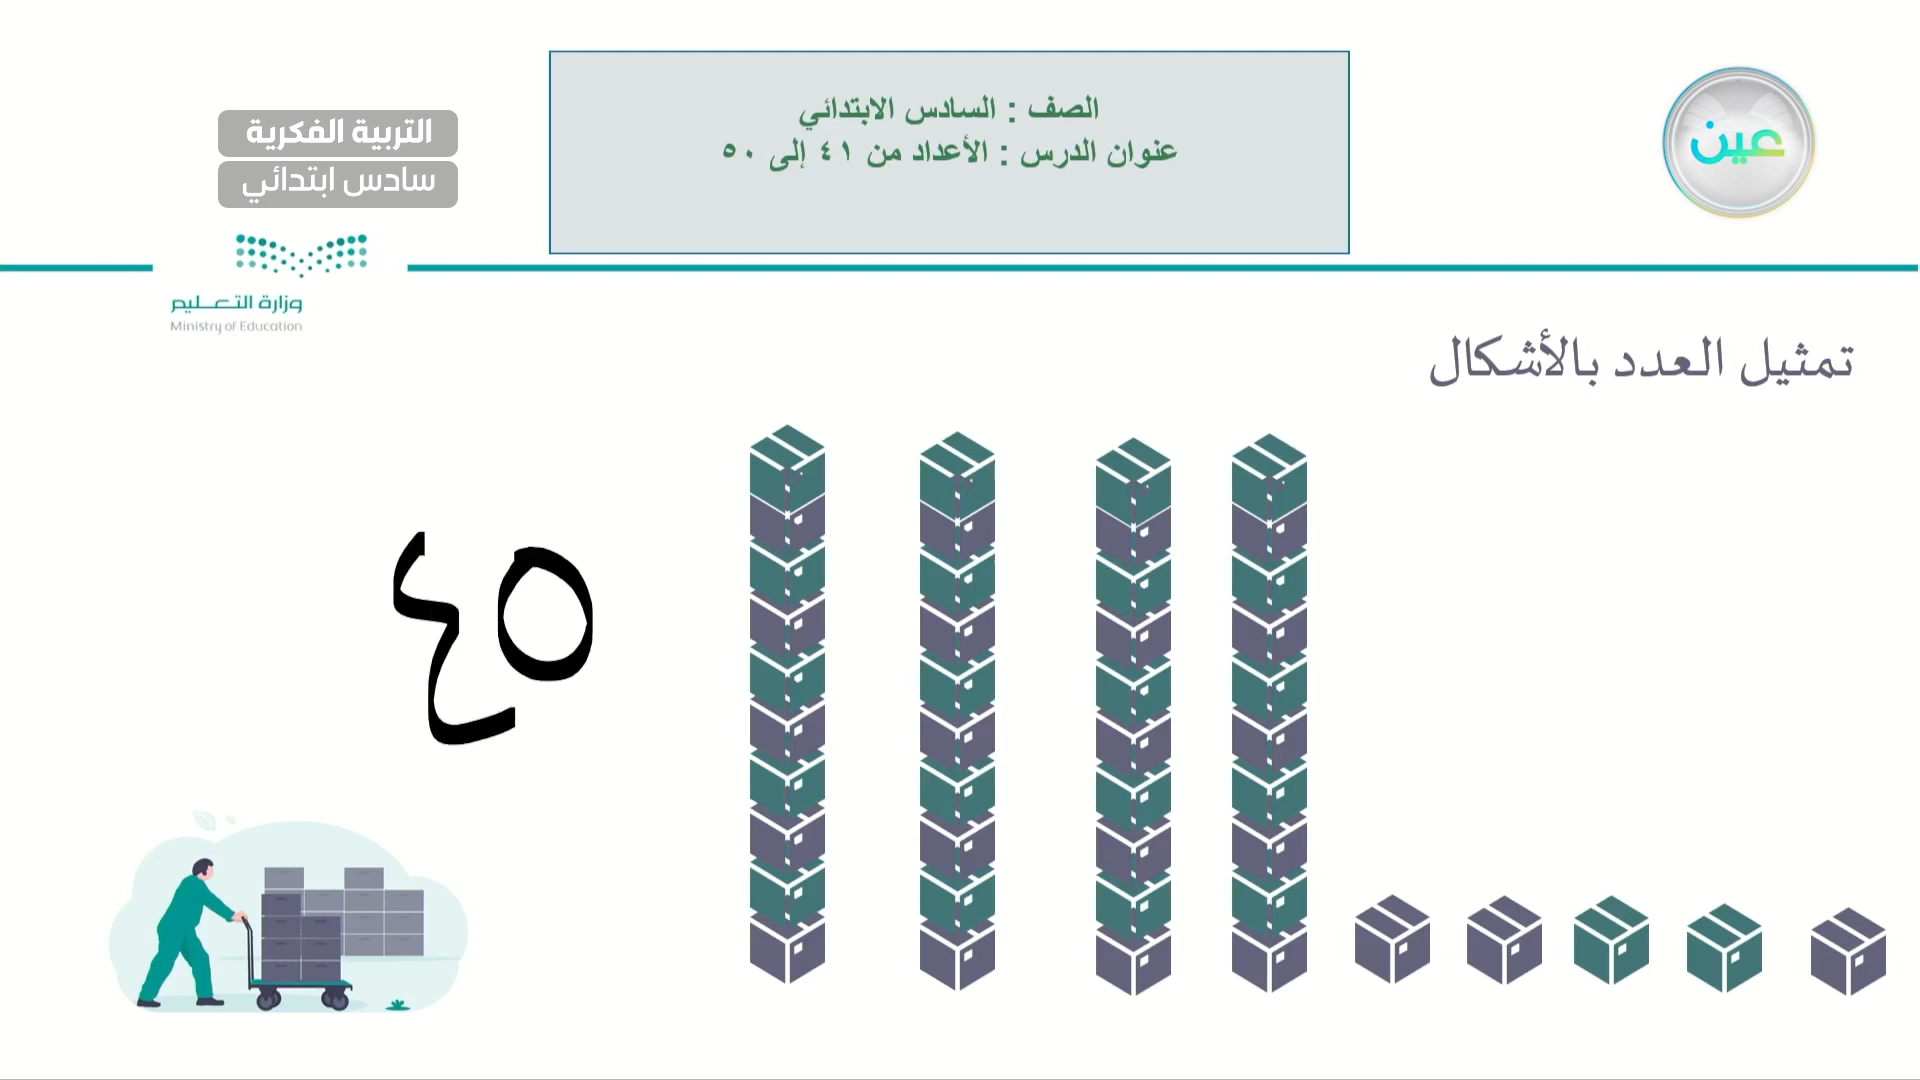 الصف : السادس الابتدائي
عنوان الدرس : الأعداد من ٤١ إلى ٥٠
عين
التربية الفكرية
سادس ابتدائي
وزارة التعليم
Ministry of Education
تمثيل العدد بالأشكال
٤٥